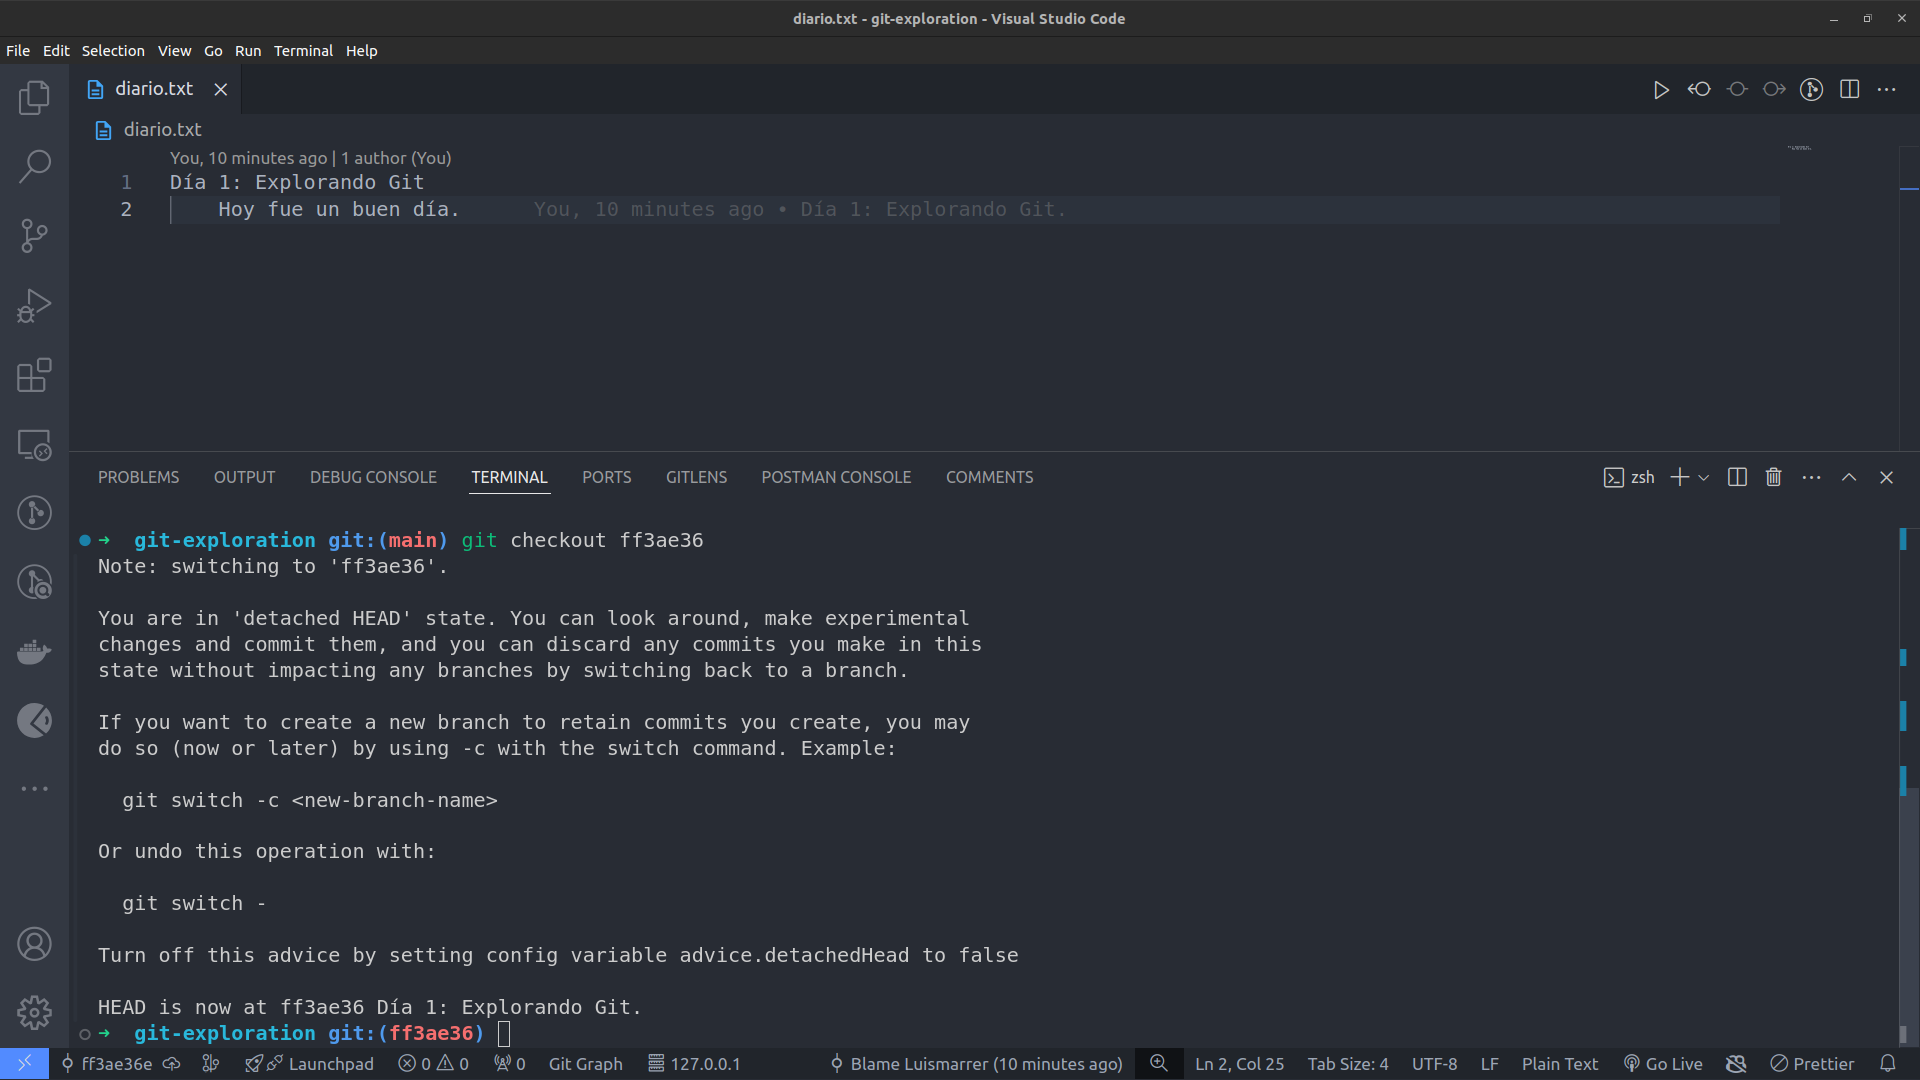 diario.txt - git-exploration - Visual Studio Code
File Edit Selection View Go Run Terminal Help
diario.txt
diario.txt
You, 10 minutes ago | 1 author (You)
1 Día 1: Explorando Git
2 Hoy fue un buen día. You, 10 minutes ago • Día 1: Explorando Git.
PROBLEMS OUTPUT DEBUG CONSOLE TERMINAL PORTS GITLENS POSTMAN CONSOLE COMMENTS zsh
➜ git-exploration git:(main) git checkout ff3ae36
Note: switching to 'ff3ae36'.
You are in 'detached HEAD' state. You can look around, make experimental
changes and commit them, and you can discard any commits you make in this
state without impacting any branches by switching back to a branch.
If you want to create a new branch to retain commits you create, you may
do so (now or later) by using -c with the switch command. Example:
git switch -c <new-branch-name>
Or undo this operation with:
git switch -
Turn off this advice by setting config variable advice.detachedHead to false
HEAD is now at ff3ae36 Día 1: Explorando Git.
➜ git-exploration git:(ff3ae36)
ff3ae36e Launchpad 0 0 0 Git Graph 127.0.0.1 Blame Luismarrer (10 minutes ago) Ln 2, Col 25 Tab Size: 4 UTF-8 LF Plain Text Go Live Prettier